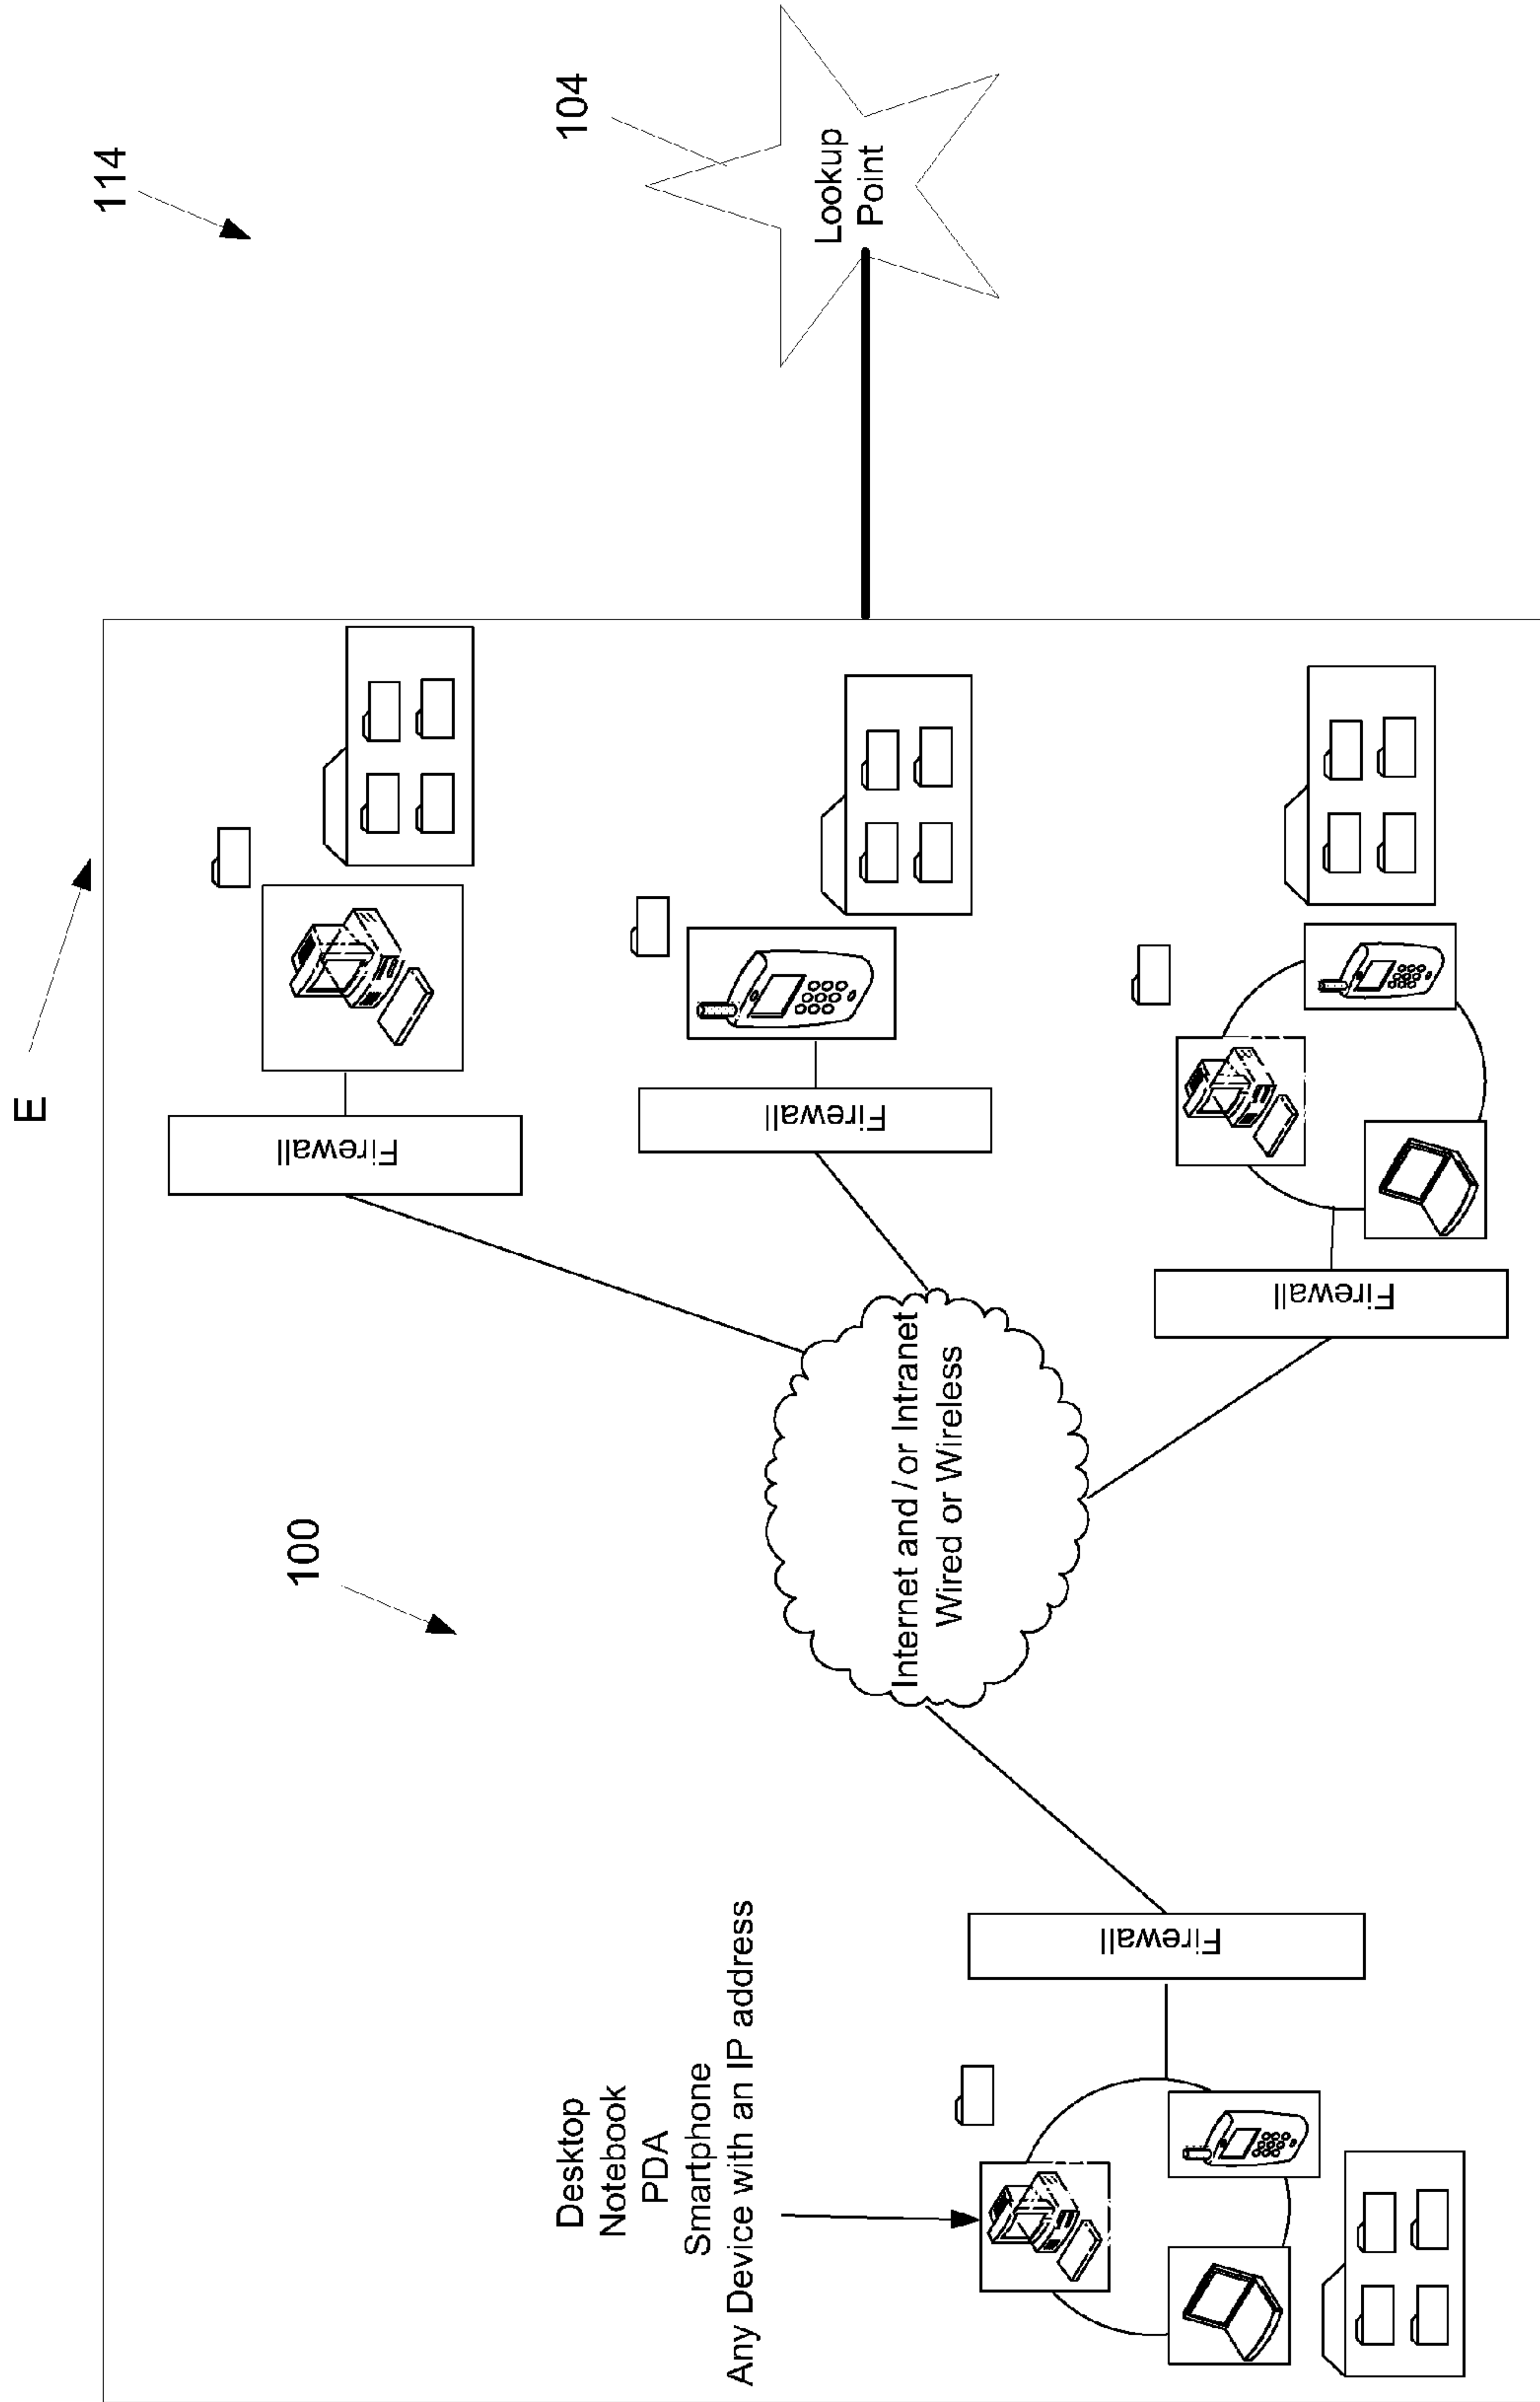 E
114
104
Lookup
Point
100
Firewall
Firewall
Firewall
Internet and / or Intranet
Wired or Wireless
Firewall
Desktop
Notebook
PDA
Smartphone
Any Device with an IP address